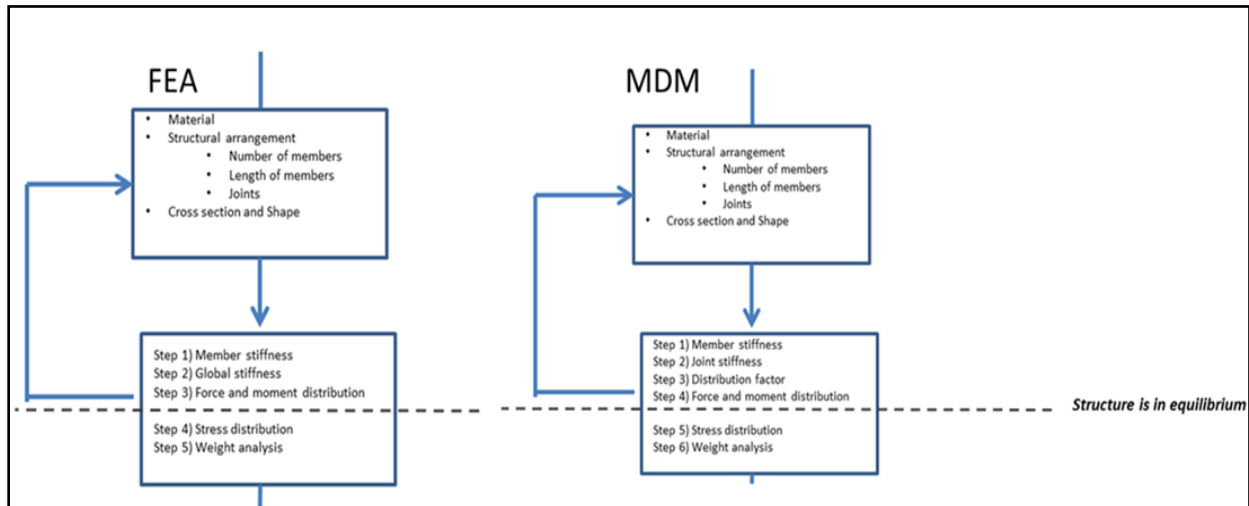 FEA
• Material
• Structural arrangement
• Number of members
• Length of members
• Joints
• Cross section and Shape
Step 1) Member stiffness
Step 2) Global stiffness
Step 3) Force and moment distribution
Step 4) Stress distribution
Step 5) Weight analysis
MDM
• Material
• Structural arrangement
• Number of members
• Length of members
• Joints
• Cross section and Shape
Step 1) Member stiffness
Step 2) Joint stiffness
Step 3) Distribution factor
Step 4) Force and moment distribution
Step 5) Stress distribution
Step 6) Weight analysis
Structure is in equilibrium